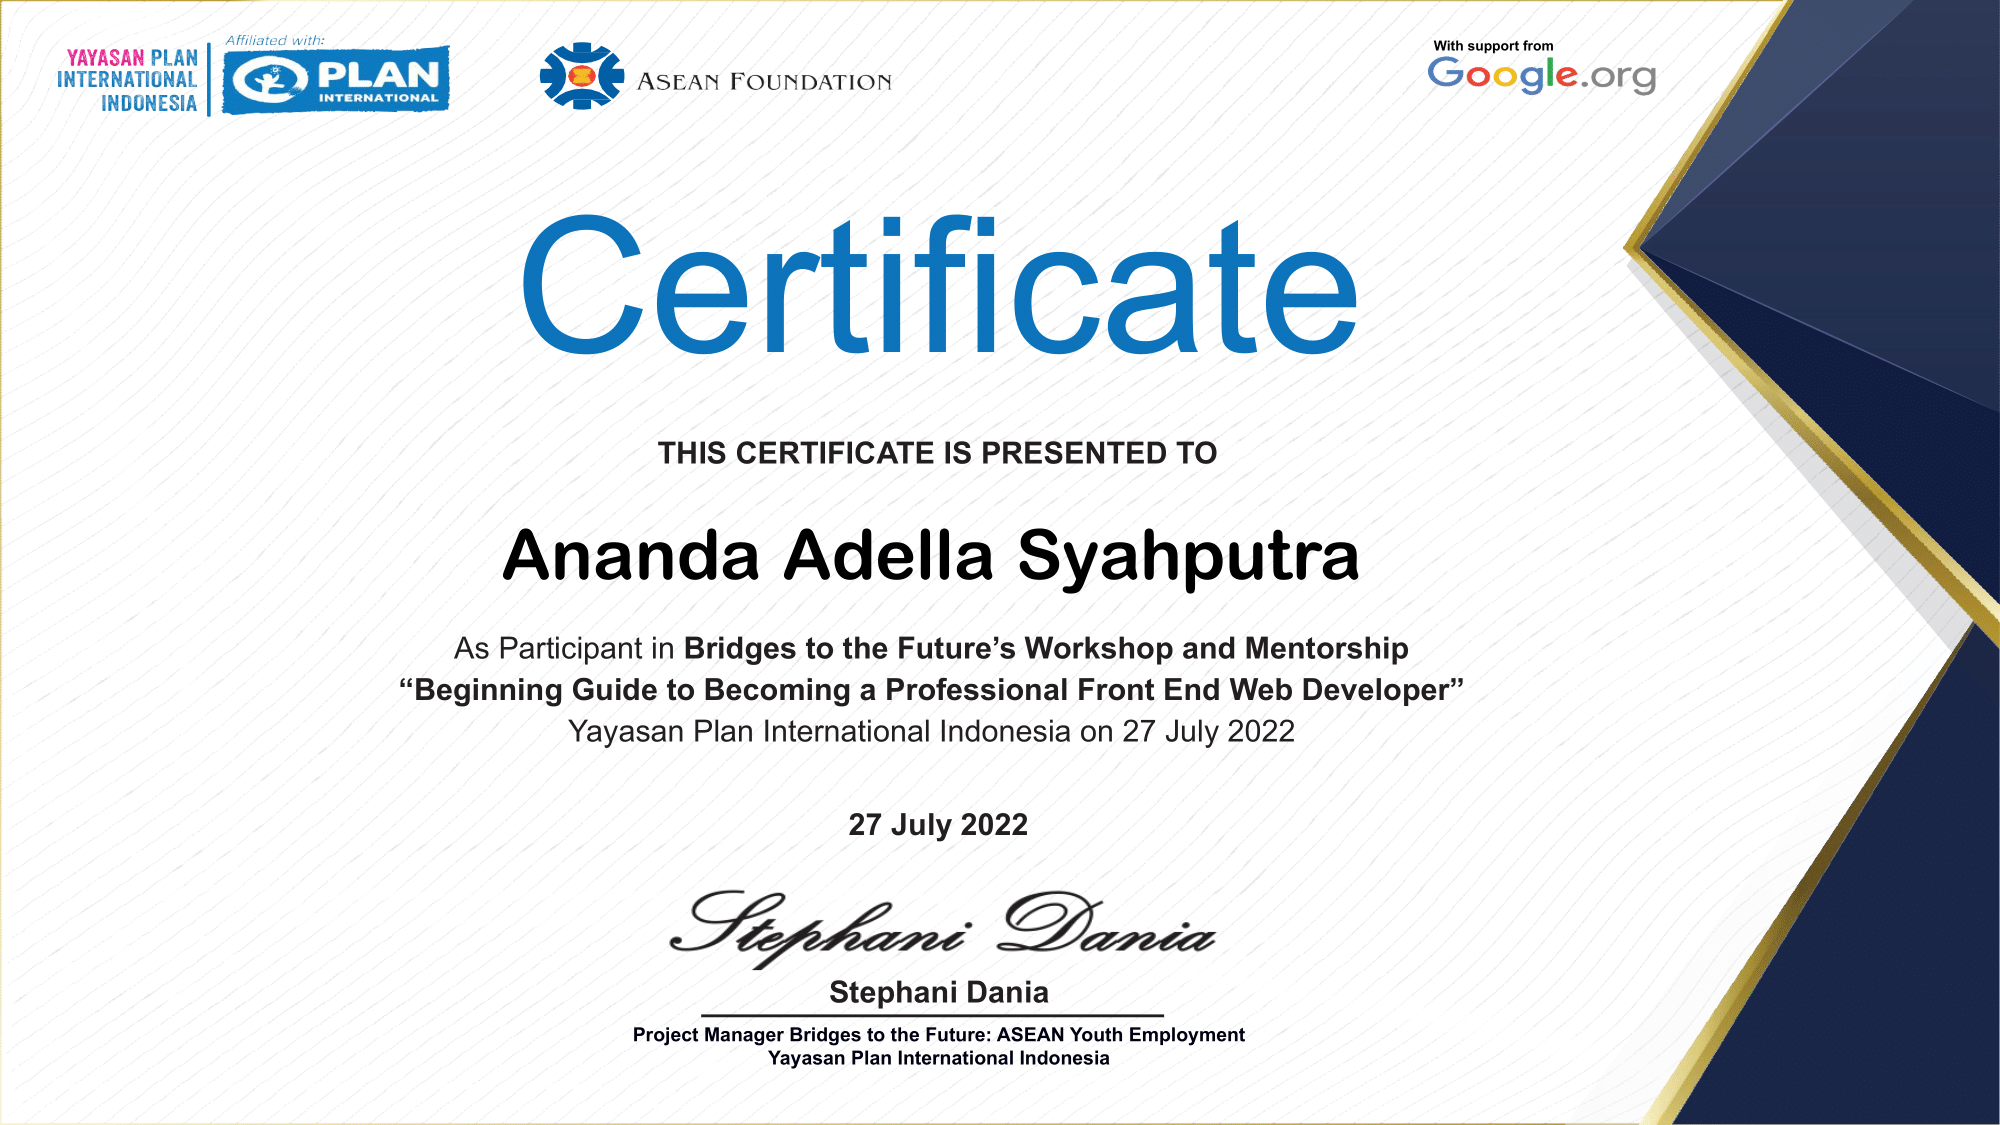 YAYASAN PLAN
INTERNATIONAL
INDONESIA
Affiliated with:
PLAN
INTERNATIONAL
ASEAN FOUNDATION
With support from
Google.org
Certificate
THIS CERTIFICATE IS PRESENTED TO
Ananda Adella Syahputra
As Participant in Bridges to the Future’s Workshop and Mentorship
“Beginning Guide to Becoming a Professional Front End Web Developer”
Yayasan Plan International Indonesia on 27 July 2022
27 July 2022
Stephani Dania
Stephani Dania
Project Manager Bridges to the Future: ASEAN Youth Employment
Yayasan Plan International Indonesia